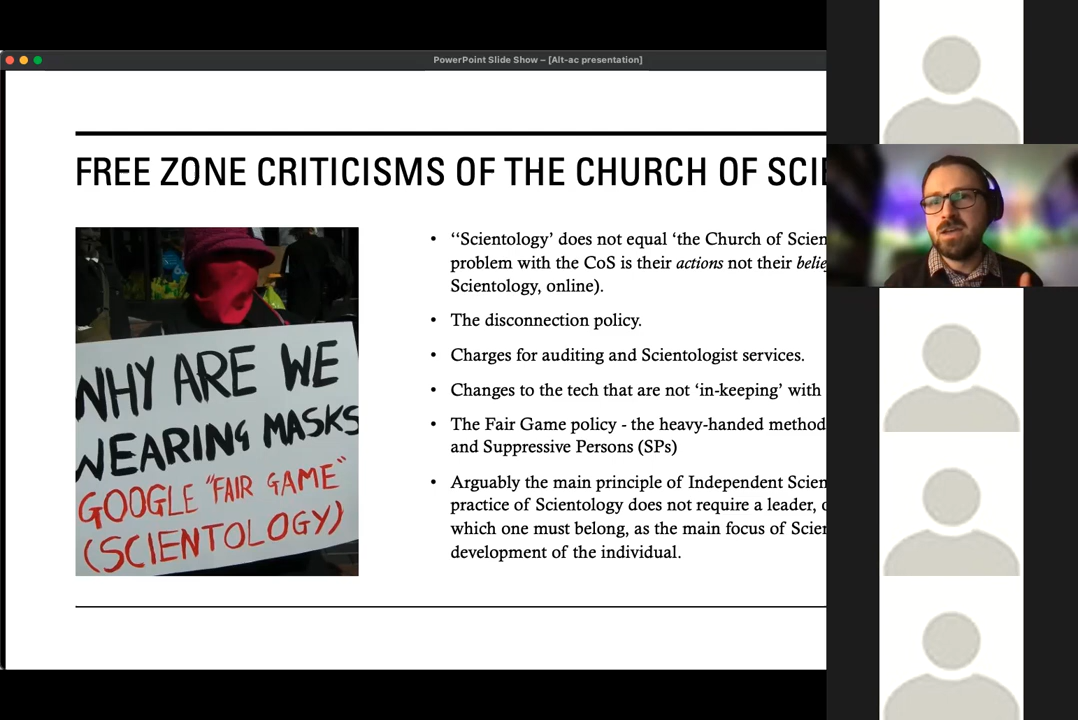 PowerPoint Slide Show – [Alt-ac presentation]
FREE ZONE CRITICISMS OF THE CHURCH OF SCIE
WHY ARE WE
WEARING MASKS
GOOGLE "FAIR GAME"
(SCIENTOLOGY)
• ‘‘Scientology’ does not equal ‘the Church of Scien
problem with the CoS is their actions not their belie
Scientology, online).
• The disconnection policy.
• Charges for auditing and Scientologist services.
• Changes to the tech that are not ‘in-keeping’ with
• The Fair Game policy - the heavy-handed method
and Suppressive Persons (SPs)
• Arguably the main principle of Independent Scien
practice of Scientology does not require a leader, o
which one must belong, as the main focus of Scien
development of the individual.